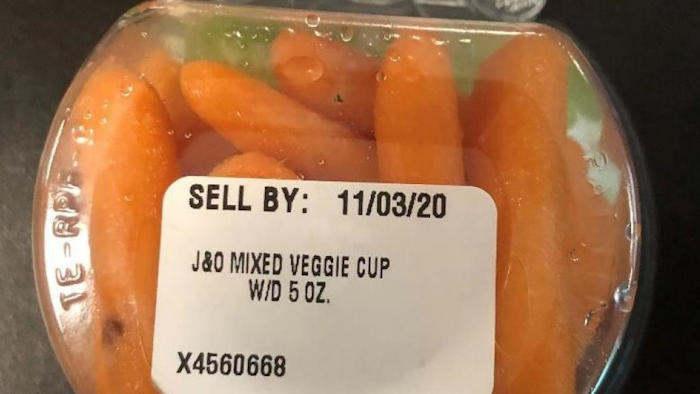 SELL BY: 11/03/20
J&O MIXED VEGGIE CUP
W/D 5 OZ.
X4560668